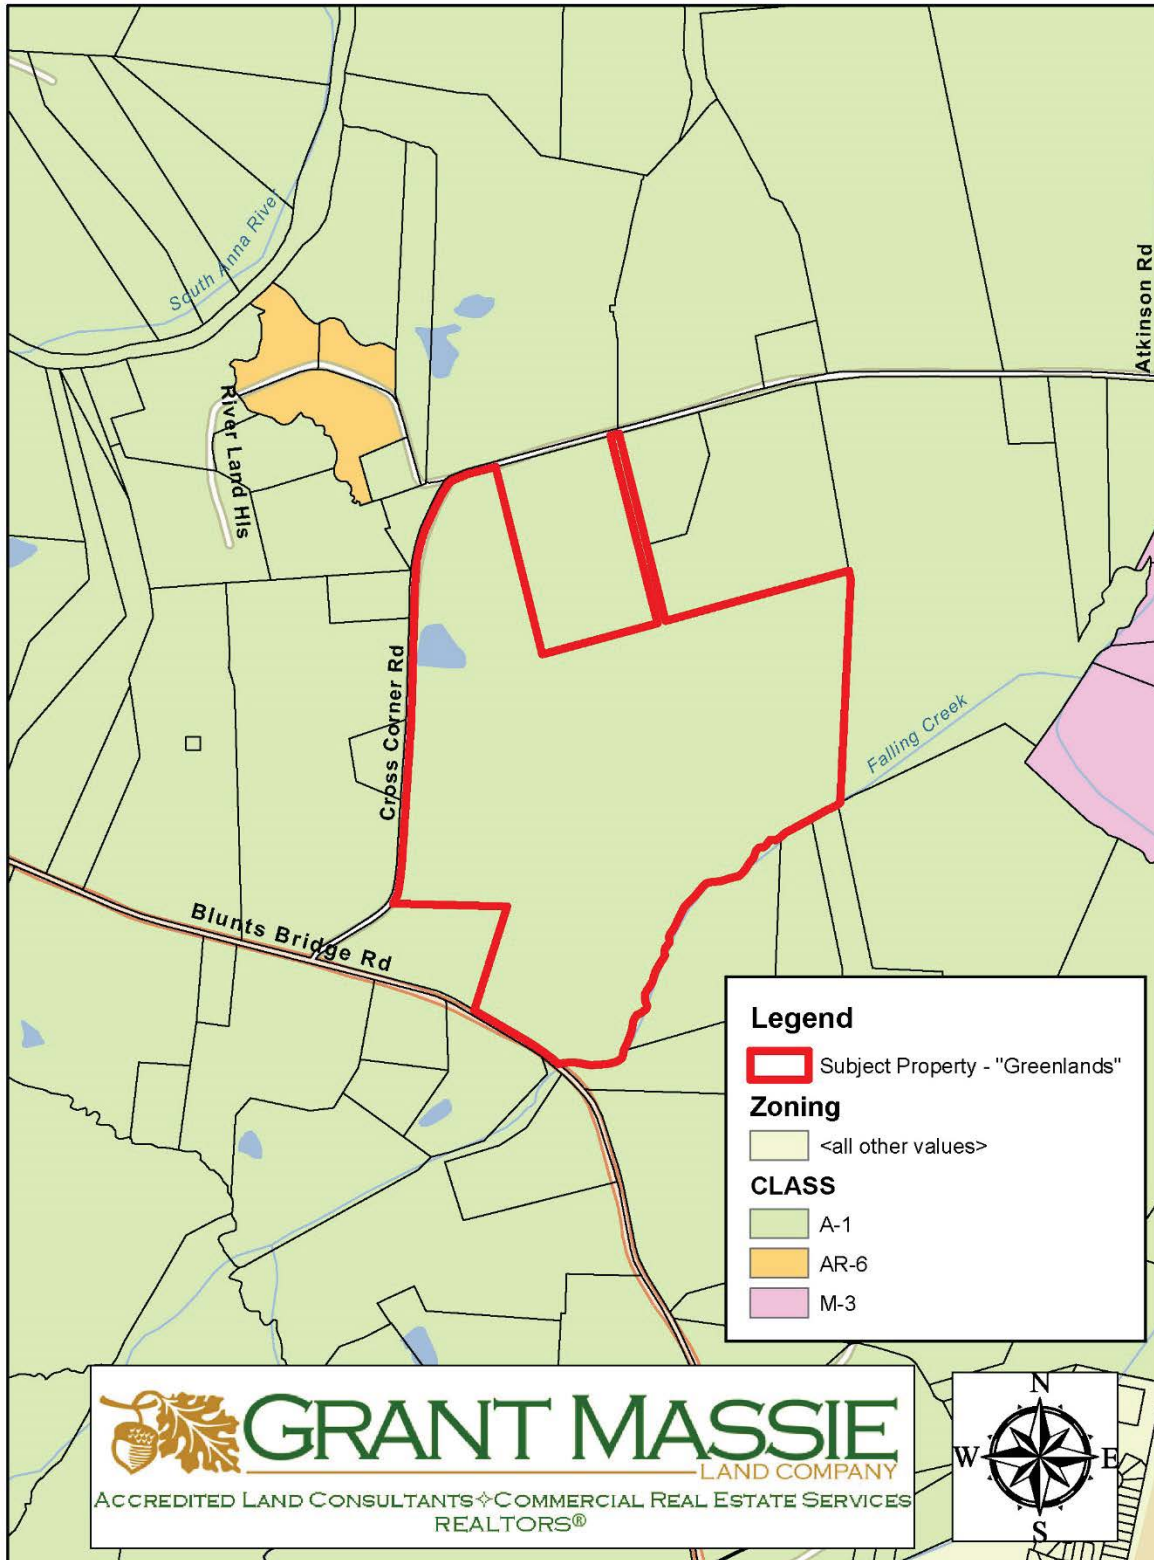 South Anna River
River Land Hls
Atkinson Rd
Cross Corner Rd
Falling Creek
Blunts Bridge Rd
Legend
Subject Property - "Greenlands"
Zoning
<all other values>
CLASS
A-1
AR-6
M-3
GRANT MASSIE
LAND COMPANY
ACCREDITED LAND CONSULTANTS✧COMMERCIAL REAL ESTATE SERVICES
REALTORS®
N
W E
S